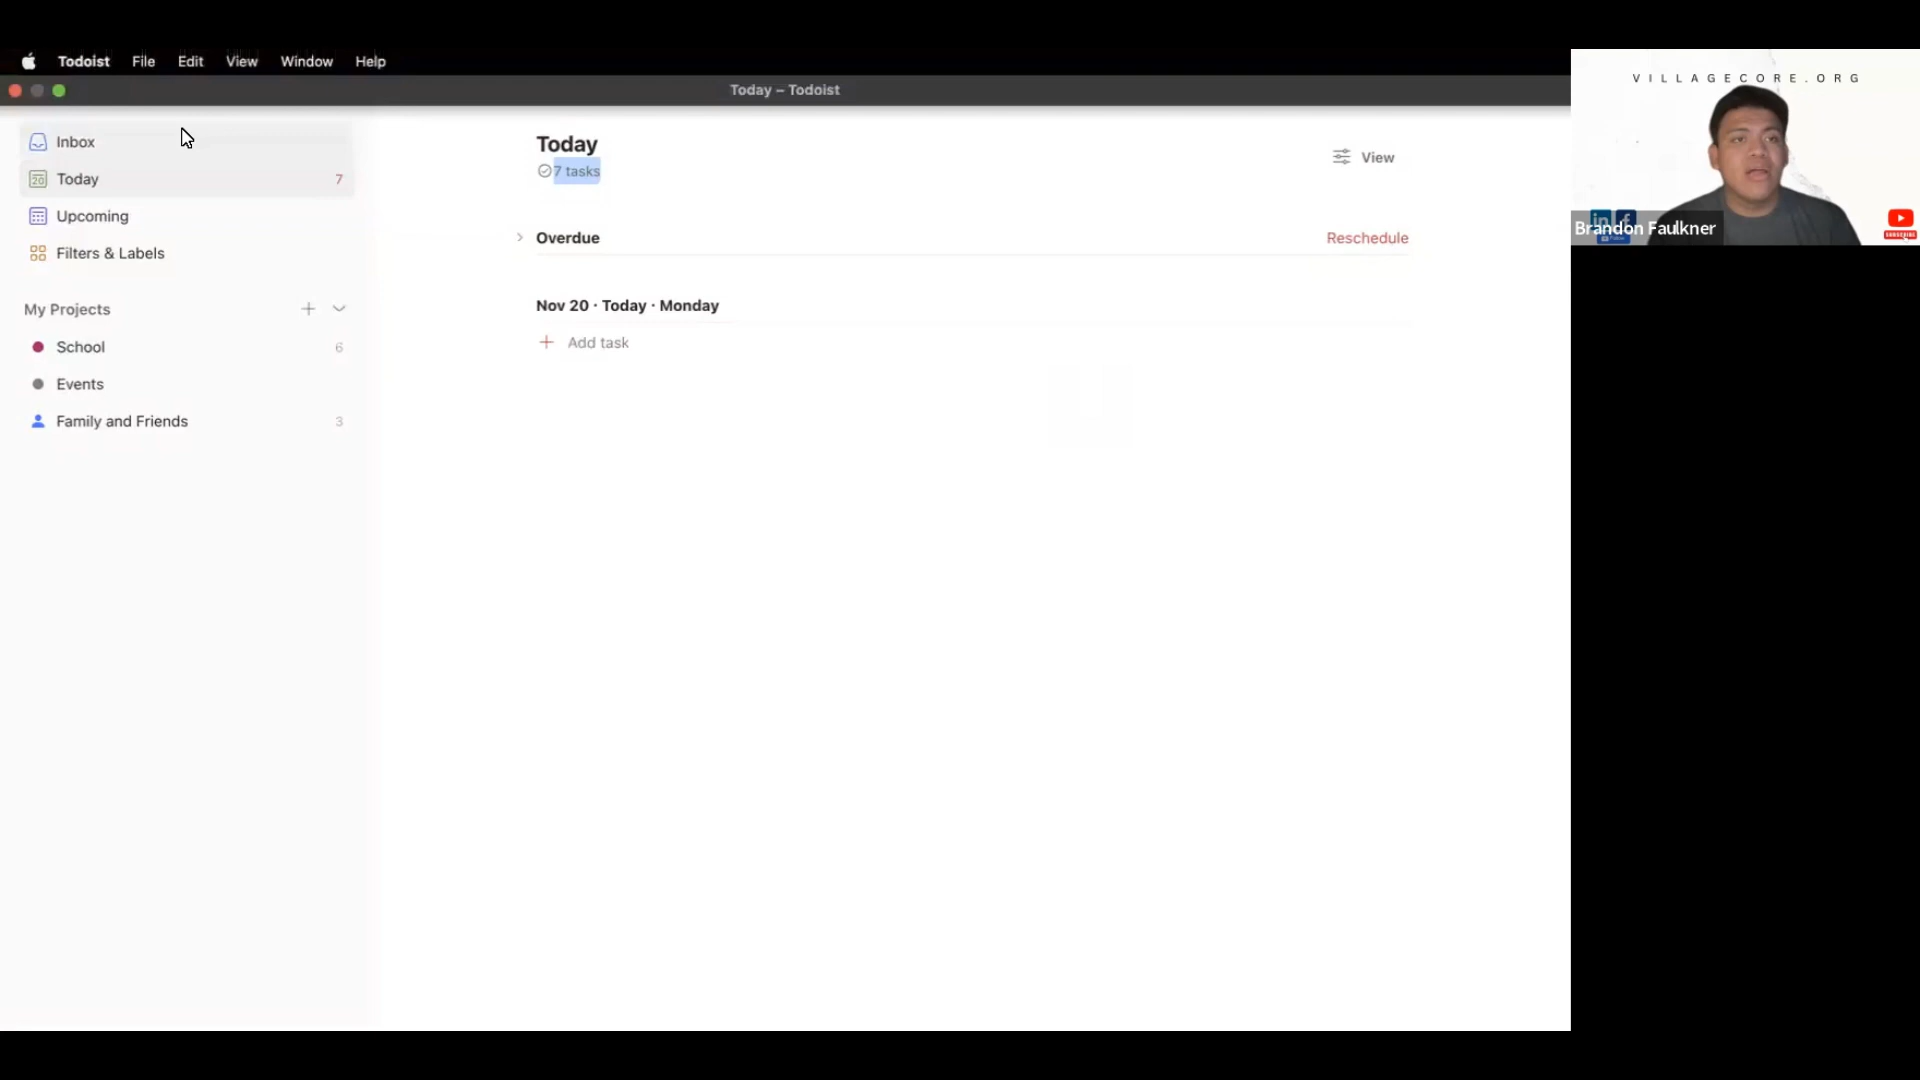 Todoist File Edit View Window Help
Today – Todoist
Inbox
Today 7
Upcoming
Filters & Labels
My Projects
School 6
Events
Family and Friends 3
Today
7 tasks
View
Overdue
Reschedule
Nov 20 · Today · Monday
Add task
VILLAGECORE.ORG
Brandon Faulkner
in f
20